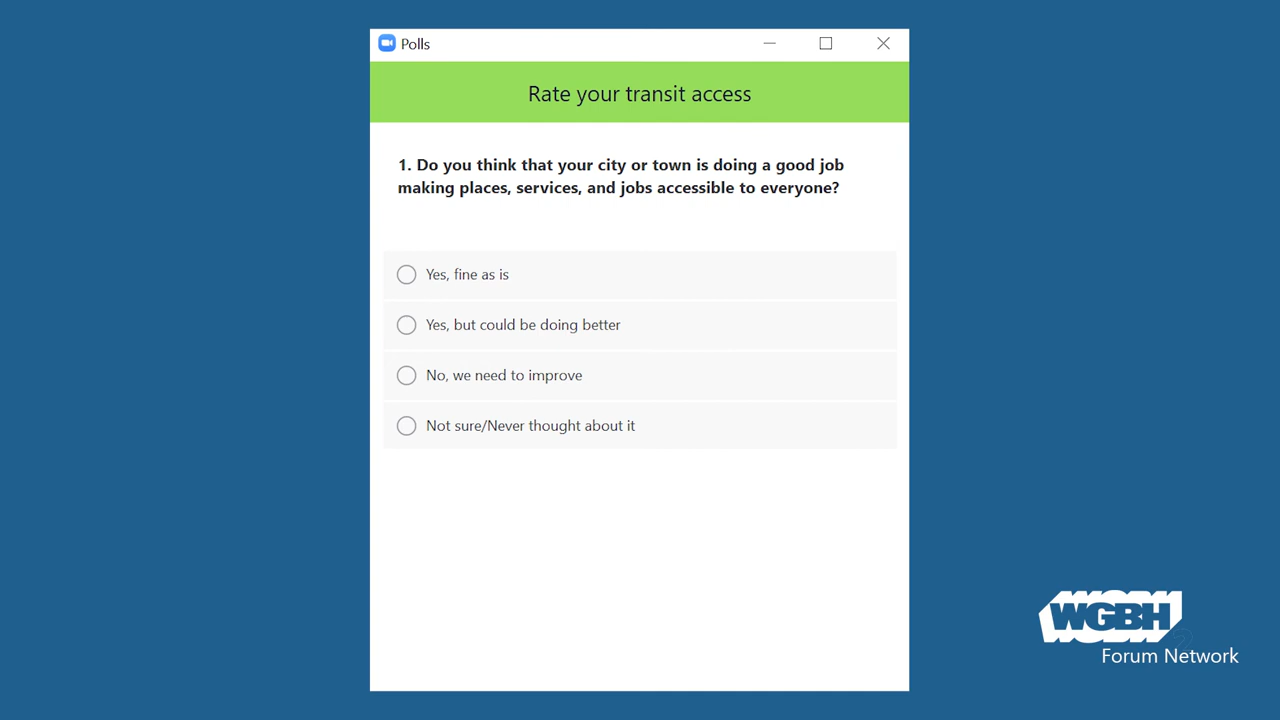 Polls
Rate your transit access
1. Do you think that your city or town is doing a good job
making places, services, and jobs accessible to everyone?
Yes, fine as is
Yes, but could be doing better
No, we need to improve
Not sure/Never thought about it
WGBH
Forum Network